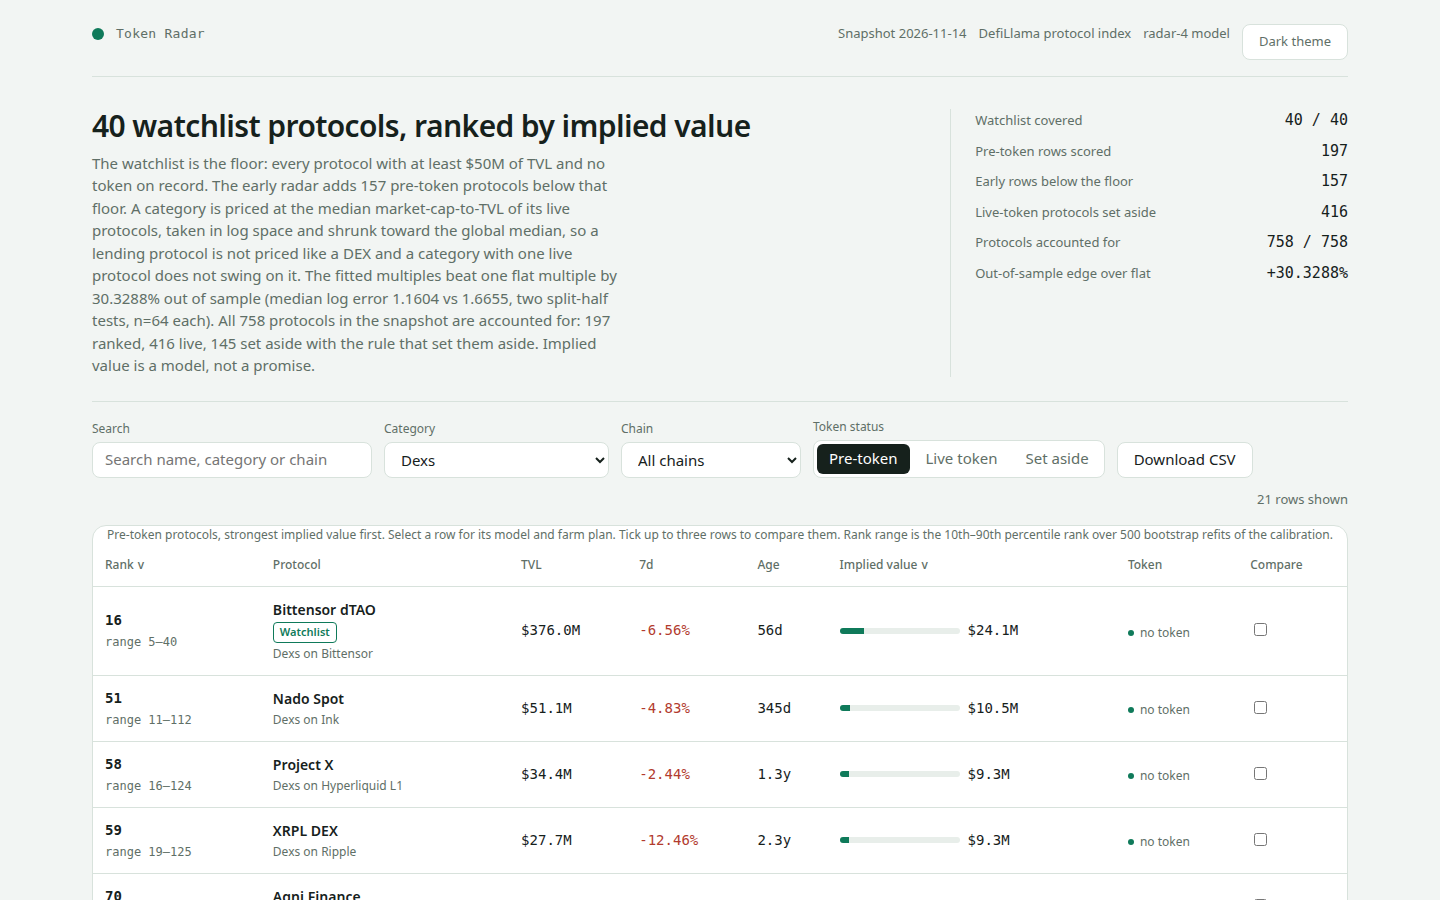 Token Radar
Snapshot 2026-11-14 DefiLlama protocol index radar-4 model Dark theme
40 watchlist protocols, ranked by implied value
The watchlist is the floor: every protocol with at least $50M of TVL and no
token on record. The early radar adds 157 pre-token protocols below that
floor. A category is priced at the median market-cap-to-TVL of its live
protocols, taken in log space and shrunk toward the global median, so a
lending protocol is not priced like a DEX and a category with one live
protocol does not swing on it. The fitted multiples beat one flat multiple by
30.3288% out of sample (median log error 1.1604 vs 1.6655, two split-half
tests, n=64 each). All 758 protocols in the snapshot are accounted for: 197
ranked, 416 live, 145 set aside with the rule that set them aside. Implied
value is a model, not a promise.
Watchlist covered 40 / 40
Pre-token rows scored 197
Early rows below the floor 157
Live-token protocols set aside 416
Protocols accounted for 758 / 758
Out-of-sample edge over flat +30.3288%
Search Category Chain Token status
Search name, category or chain Dexs All chains Pre-token Live token Set aside Download CSV
21 rows shown
Pre-token protocols, strongest implied value first. Select a row for its model and farm plan. Tick up to three rows to compare them. Rank range is the 10th–90th percentile rank over 500 bootstrap refits of the calibration.
Rank v Protocol TVL 7d Age Implied value v Token Compare
16 Bittensor dTAO $376.0M -6.56% 56d $24.1M no token
range 5–40 Watchlist
Dexs on Bittensor
51 Nado Spot $51.1M -4.83% 345d $10.5M no token
range 11–112 Dexs on Ink
58 Project X $34.4M -2.44% 1.3y $9.3M no token
range 16–124 Dexs on Hyperliquid L1
59 XRPL DEX $27.7M -12.46% 2.3y $9.3M no token
range 19–125 Dexs on Ripple
70 Agni Finance